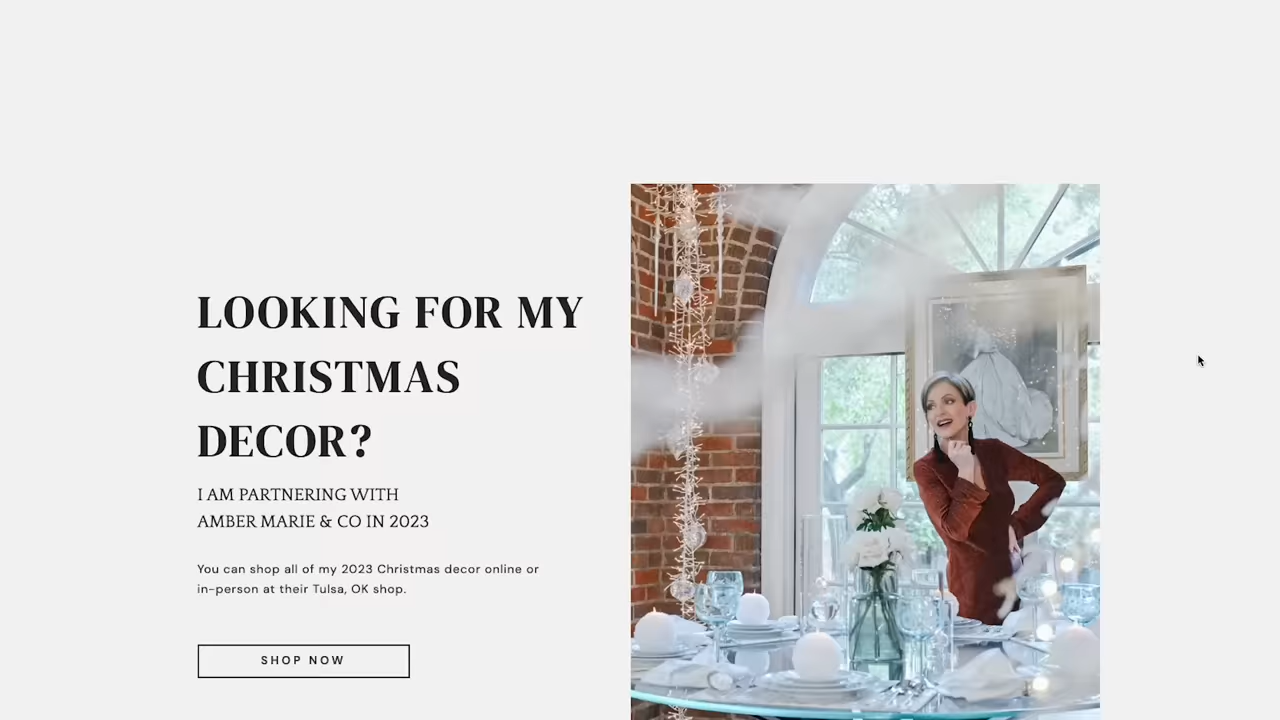 LOOKING FOR MY
CHRISTMAS
DECOR?
I AM PARTNERING WITH
AMBER MARIE & CO IN 2023
You can shop all of my 2023 Christmas decor online or
in-person at their Tulsa, OK shop.
SHOP NOW